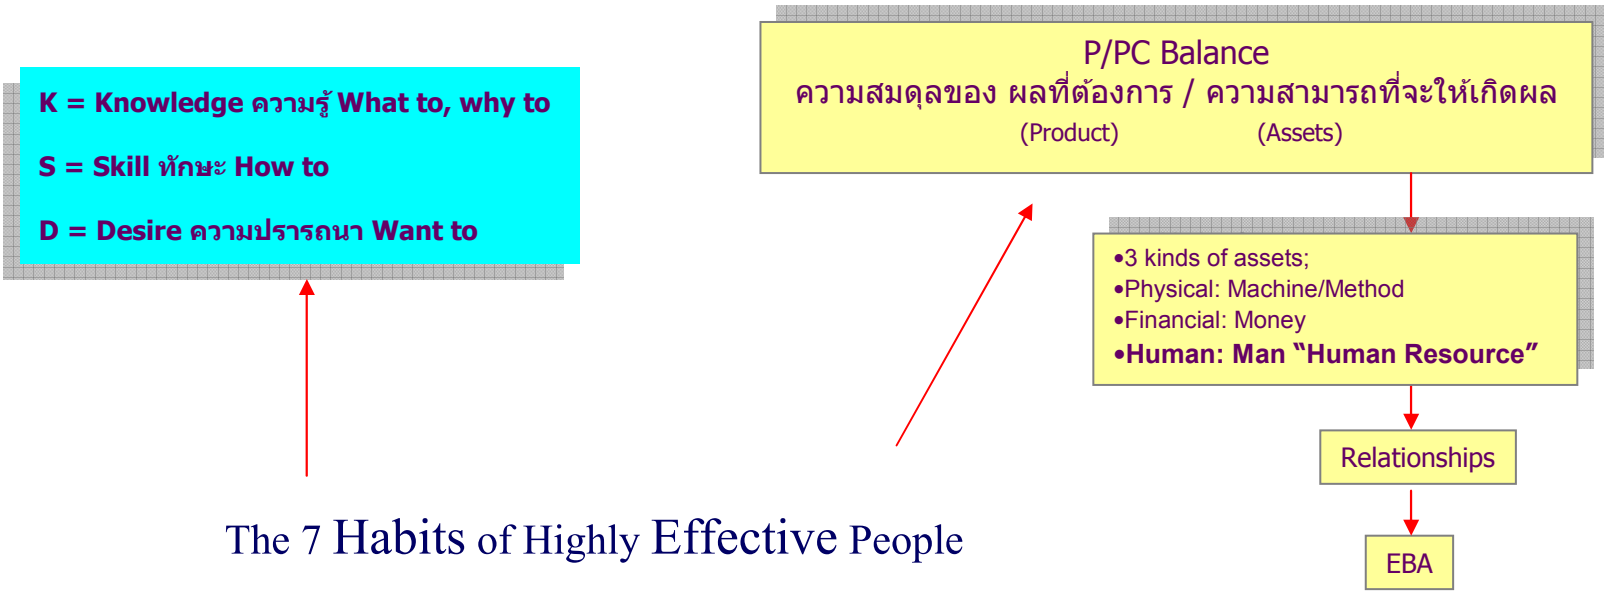 K = Knowledge ความรู้ What to, why to
S = Skill ทักษะ How to
D = Desire ความปรารถนา Want to
P/PC Balance
ความสมดุลของ ผลที่ต้องการ / ความสามารถที่จะให้เกิดผล
(Product) (Assets)
•3 kinds of assets;
•Physical: Machine/Method
•Financial: Money
•Human: Man “Human Resource”
Relationships
EBA
The 7 Habits of Highly Effective People